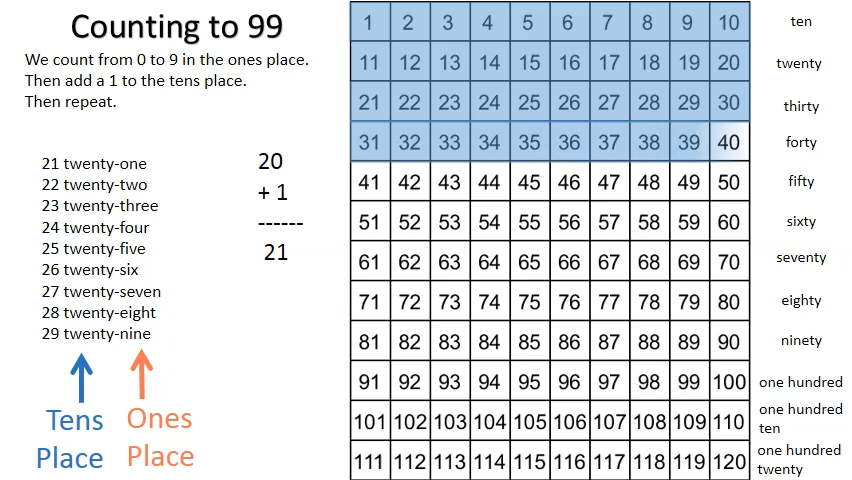 Counting to 99
We count from 0 to 9 in the ones place.
Then add a 1 to the tens place.
Then repeat.
21 twenty-one
22 twenty-two
23 twenty-three
24 twenty-four
25 twenty-five
26 twenty-six
27 twenty-seven
28 twenty-eight
29 twenty-nine
Tens
Place
Ones
Place
20
+ 1
------
21
1 2 3 4 5 6 7 8 9 10 ten
11 12 13 14 15 16 17 18 19 20 twenty
21 22 23 24 25 26 27 28 29 30 thirty
31 32 33 34 35 36 37 38 39 40 forty
41 42 43 44 45 46 47 48 49 50 fifty
51 52 53 54 55 56 57 58 59 60 sixty
61 62 63 64 65 66 67 68 69 70 seventy
71 72 73 74 75 76 77 78 79 80 eighty
81 82 83 84 85 86 87 88 89 90 ninety
91 92 93 94 95 96 97 98 99 100 one hundred
101 102 103 104 105 106 107 108 109 110 one hundred
ten
111 112 113 114 115 116 117 118 119 120 one hundred
twenty